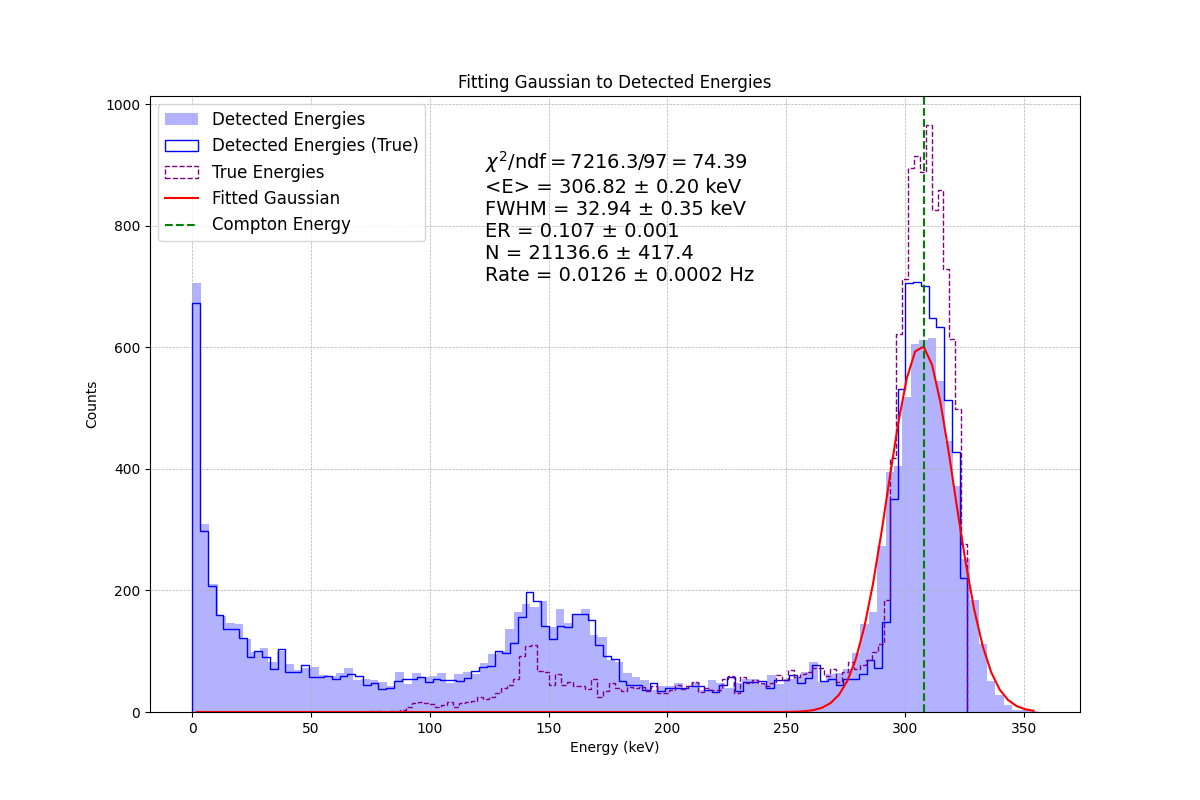 Fitting Gaussian to Detected Energies
1000
800
600
400
200
0
Counts
Detected Energies
Detected Energies (True)
True Energies
Fitted Gaussian
Compton Energy
χ²/ndf = 7216.3/97 = 74.39
<E> = 306.82 ± 0.20 keV
FWHM = 32.94 ± 0.35 keV
ER = 0.107 ± 0.001
N = 21136.6 ± 417.4
Rate = 0.0126 ± 0.0002 Hz
0 50 100 150 200 250 300 350
Energy (keV)